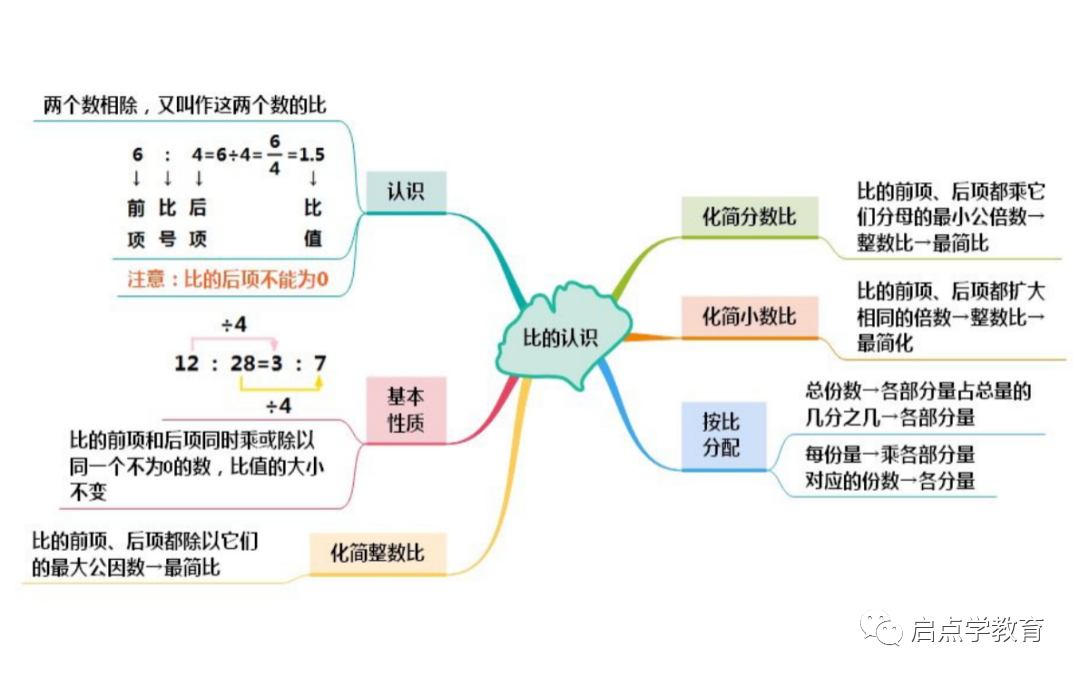 两个数相除，又叫作这两个数的比
6 : 4=6÷4=6/4=1.5
↓ ↓ ↓ ↓
前 比 后 比
项 号 项 值
注意：比的后项不能为0
认识
÷4
12 : 28=3 : 7
÷4
比的前项和后项同时乘或除以
同一个不为0的数，比值的大小
不变
基本
性质
比的前项、后项都除以它们
的最大公因数→最简比
化简整数比
比的认识
化简分数比
比的前项、后项都乘它
们分母的最小公倍数→
整数比→最简比
化简小数比
比的前项、后项都扩大
相同的倍数→整数比→
最简化
按比
分配
总份数→各部分量占总量的
几分之几→各部分量
每份量→乘各部分量
对应的份数→各分量
启点学教育